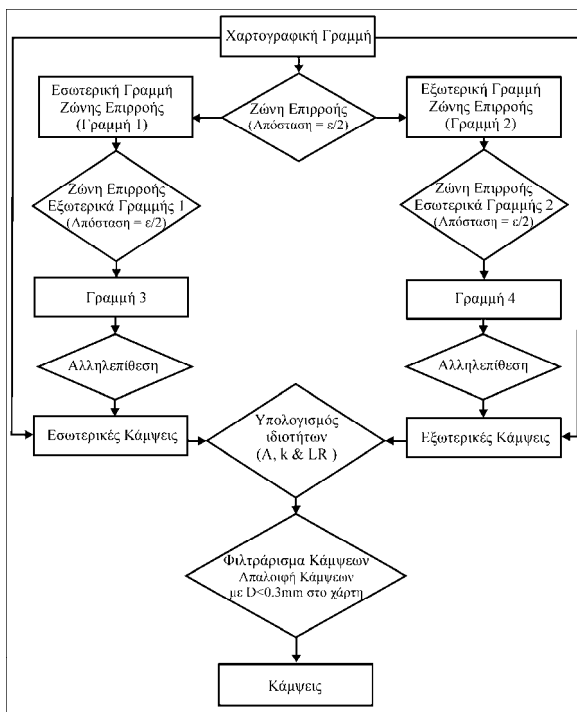 Χαρτογραφική Γραμμή
Εσωτερική Γραμμή
Ζώνης Επιρροής
(Γραμμή 1)
Ζώνη Επιρροής
(Απόσταση = ε/2)
Εξωτερική Γραμμή
Ζώνης Επιρροής
(Γραμμή 2)
Ζώνη Επιρροής
Εξωτερικά Γραμμής 1
(Απόσταση = ε/2)
Ζώνη Επιρροής
Εσωτερικά Γραμμής 2
(Απόσταση = ε/2)
Γραμμή 3
Γραμμή 4
Αλληλεπίθεση
Αλληλεπίθεση
Εσωτερικές Κάμψεις
Υπολογισμός
ιδιοτήτων
(A, k & LR )
Εξωτερικές Κάμψεις
Φιλτράρισμα Κάμψεων
Απαλοιφή Κάμψεων
με D<0.3mm στο χάρτη
Κάμψεις